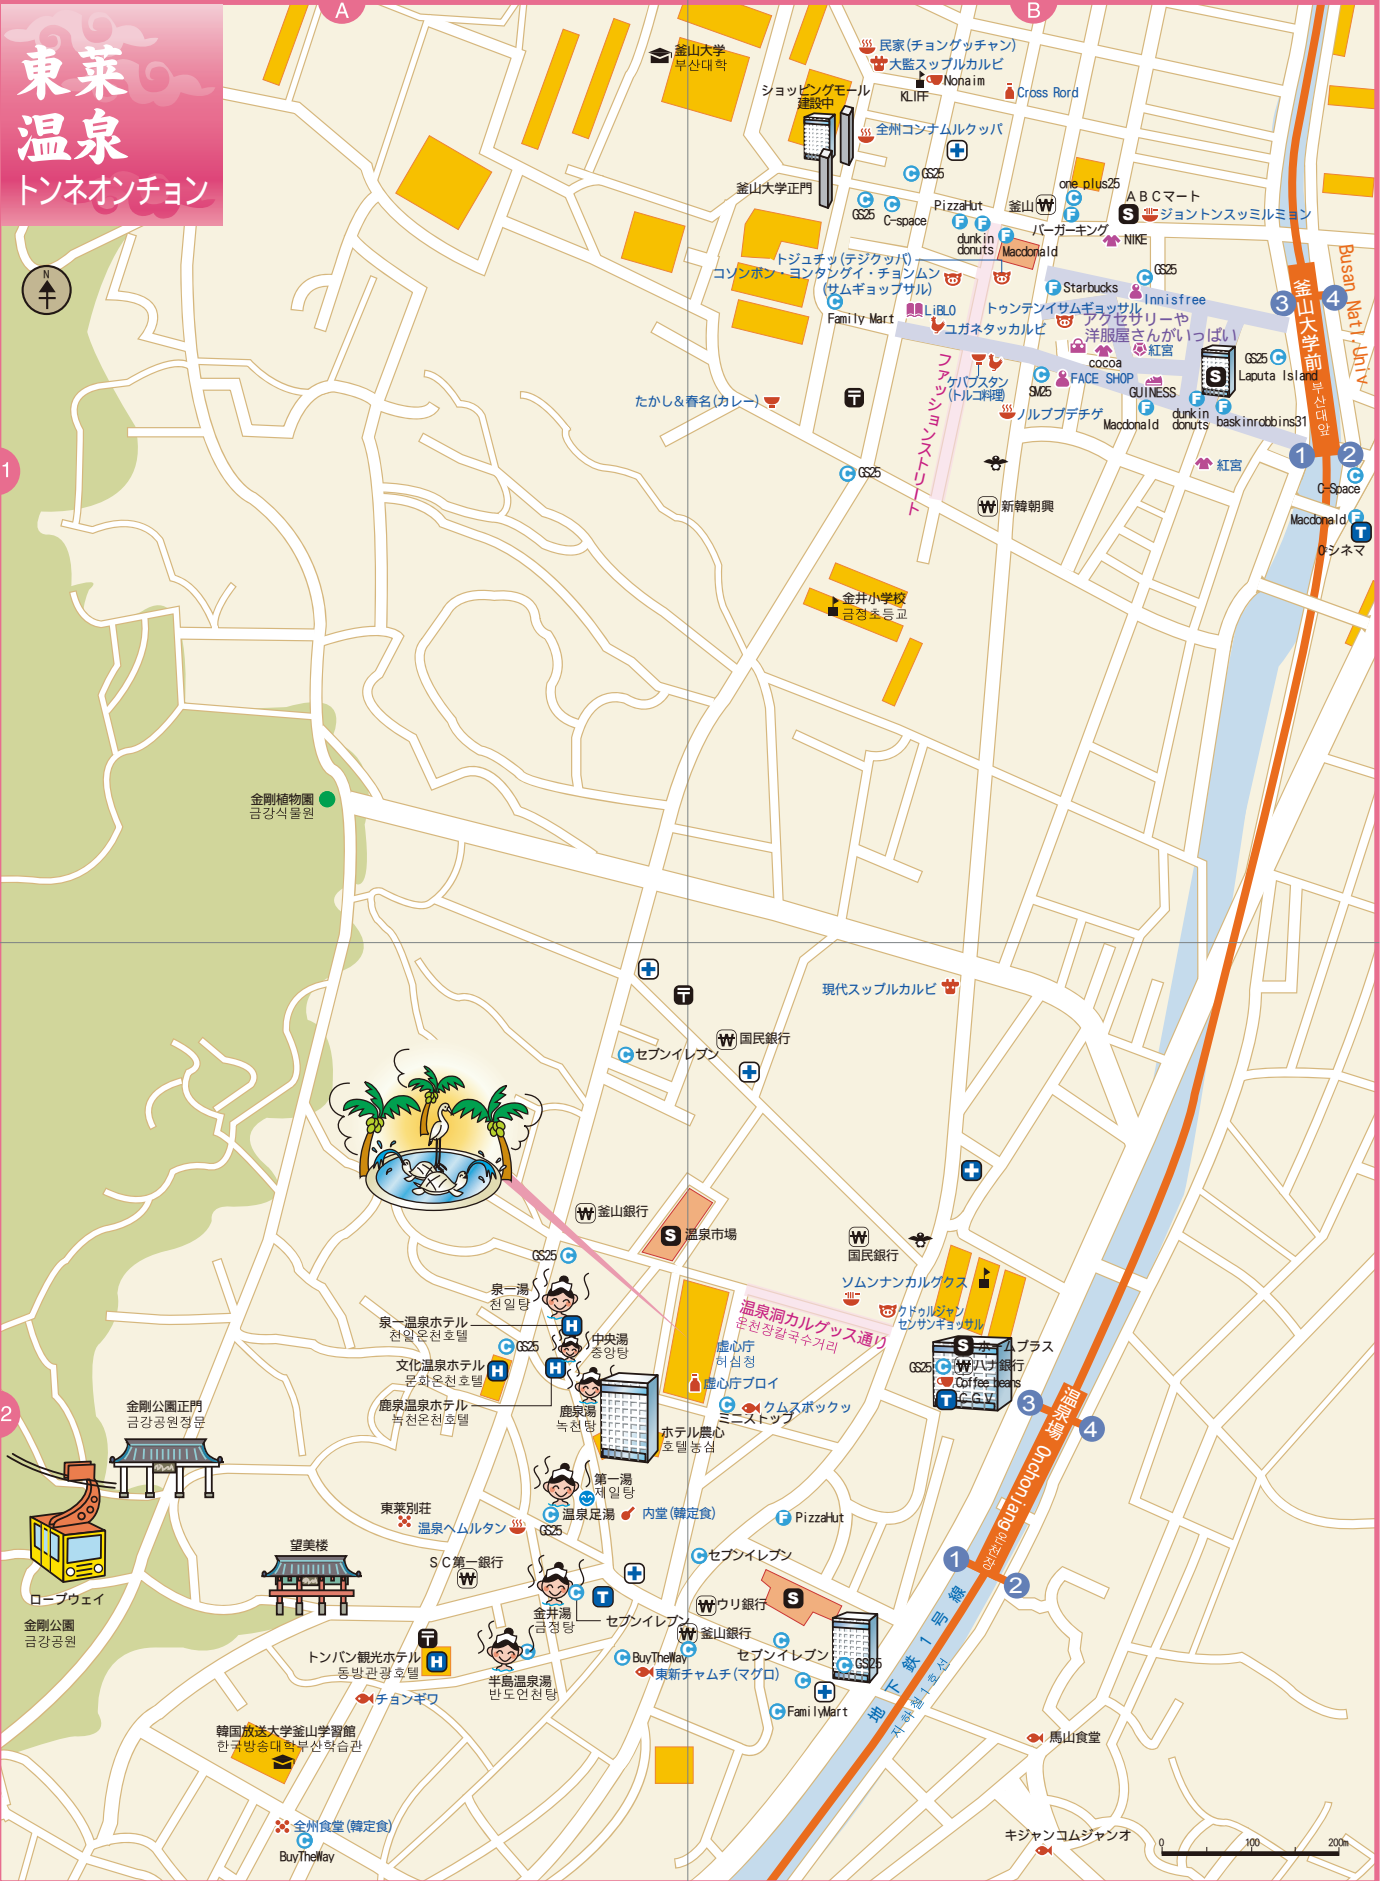 A
B
東莱
温泉
トンネオンチョン
N
1
2
釜山大学
부산대학
ショッピングモール
建設中
民家(チョングッチャン)
大監スップルカルビ
Nonaim
KLIFF
Cross Rord
全州コンナムルクッパ
GS25
釜山大学正門
GS25
C-space
PizzaHut
釜山
one plus25
ABCマート
ジョントンスッミルミョン
バーガーキング
NIKE
dunkin
donuts
Macdonald
トジュチッ(テジクッパ)
コソンボン・ヨンタングイ・チョンムン
(サムギョップサル)
Family Mart
LiBLO
ユガネタッカルビ
Starbucks
GS25
Innisfree
トゥンテンイサムギョッサル
アクセサリーや
洋服屋さんがいっぱい
紅宮
cocoa
GS25
Laputa Island
ケバブスタン
(トルコ料理)
SM25
FACE SHOP
GUINESS
ノルブブデチゲ
Macdonald
dunkin
donuts
baskinrobbins31
たかし&春名(カレー)
ファッションストリート
GS25
紅宮
新韓朝興
3
4
釜山大学前
부산대앞
Busan Nat'l. Univ
1
2
C-Space
Macdonald
シネマ
金井小学校
금정초등교
金剛植物園
금강식물원
現代スップルカルビ
国民銀行
セブンイレブン
釜山銀行
温泉市場
国民銀行
GS25
ソムンナンカルグクス
クドゥルジャン
センサンギョッサル
泉一湯
천일탕
泉一温泉ホテル
천일온천호텔
GS25
中央湯
중앙탕
文化温泉ホテル
문화온천호텔
鹿泉温泉ホテル
녹천온천호텔
鹿泉湯
녹천탕
温泉洞カルグッス通り
온천장칼국수거리
虚心庁
허심청
虚心庁ブロイ
クムスボックッ
ミニストップ
ホテル農心
호텔농심
ホームプラス
GS25
ハナ銀行
Coffee beans
CGV
3
4
温泉場 Onchonjang 온천장
1
2
金剛公園正門
금강공원정문
第一湯
제일탕
温泉足湯
GS25
内堂(韓定食)
東莱別荘
温泉ヘムルタン
PizzaHut
望美楼
SC第一銀行
セブンイレブン
ロープウェイ
金剛公園
금강공원
金井湯
금정탕
セブンイレブン
ウリ銀行
釜山銀行
トンバン観光ホテル
동방관광호텔
半島温泉湯
반도언천탕
BuyTheWay
東新チャムチ(マグロ)
セブンイレブン
GS25
FamilyMart
チョンギワ
地下鉄1号線
지하철1호선
韓国放送大学釜山学習館
한국방송대학부산학습관
馬山食堂
全州食堂(韓定食)
BuyTheWay
キジャンコムジャンオ
0
100
200m